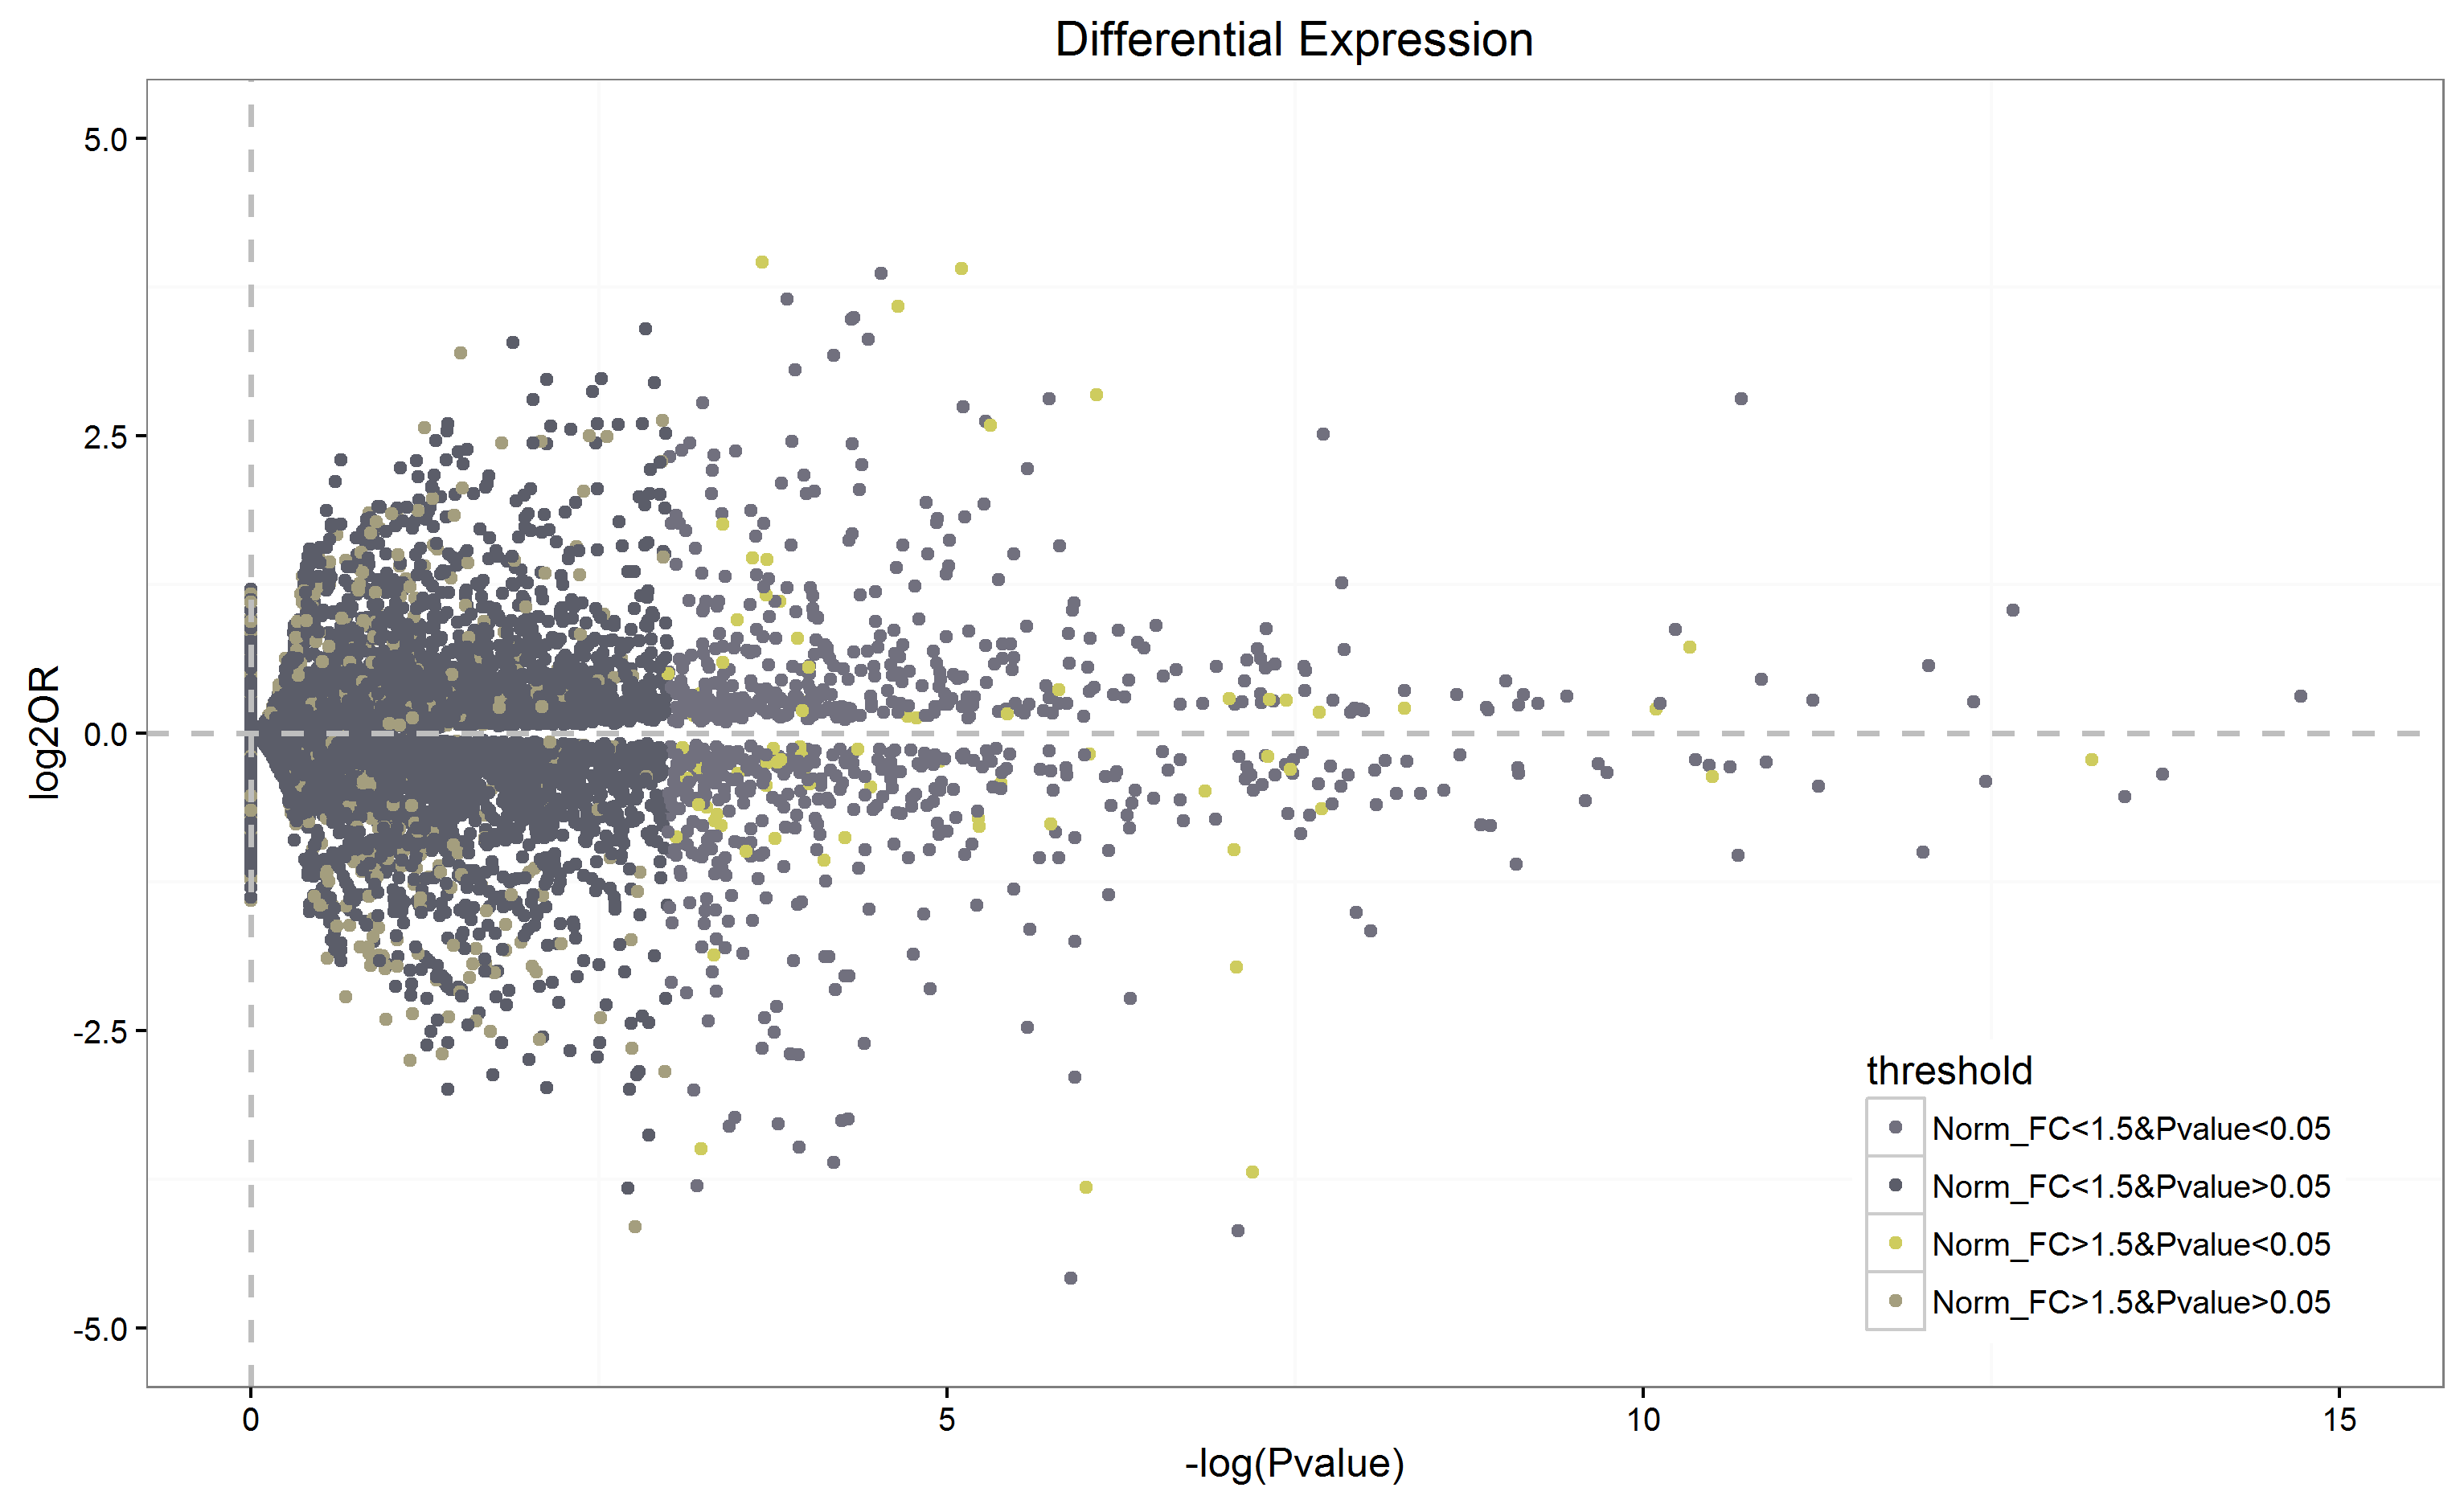 Differential Expression
log2OR
5.0
2.5
0.0
-2.5
-5.0
threshold
Norm_FC<1.5&Pvalue<0.05
Norm_FC<1.5&Pvalue>0.05
Norm_FC>1.5&Pvalue<0.05
Norm_FC>1.5&Pvalue>0.05
0 5 10 15
-log(Pvalue)